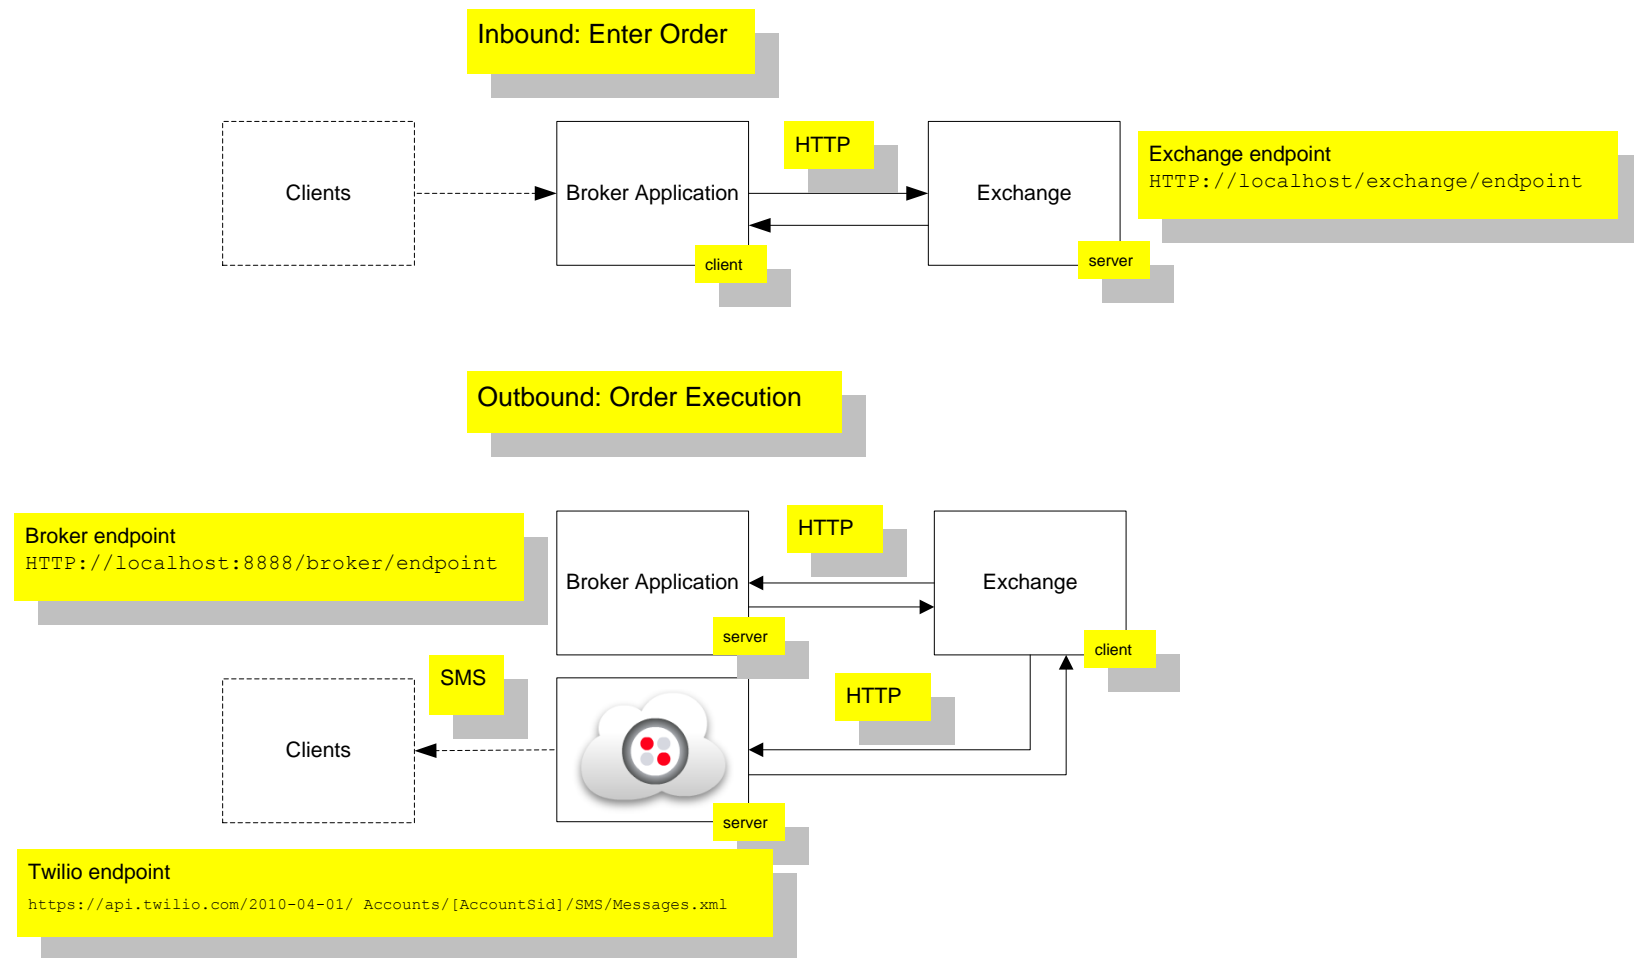 Inbound: Enter Order
HTTP
Clients
Broker Application
Exchange
Exchange endpoint
HTTP://localhost/exchange/endpoint
client
server
Outbound: Order Execution
Broker endpoint
HTTP://localhost:8888/broker/endpoint
HTTP
Broker Application
Exchange
server
client
SMS
HTTP
Clients
server
Twilio endpoint
https://api.twilio.com/2010-04-01/ Accounts/[AccountSid]/SMS/Messages.xml